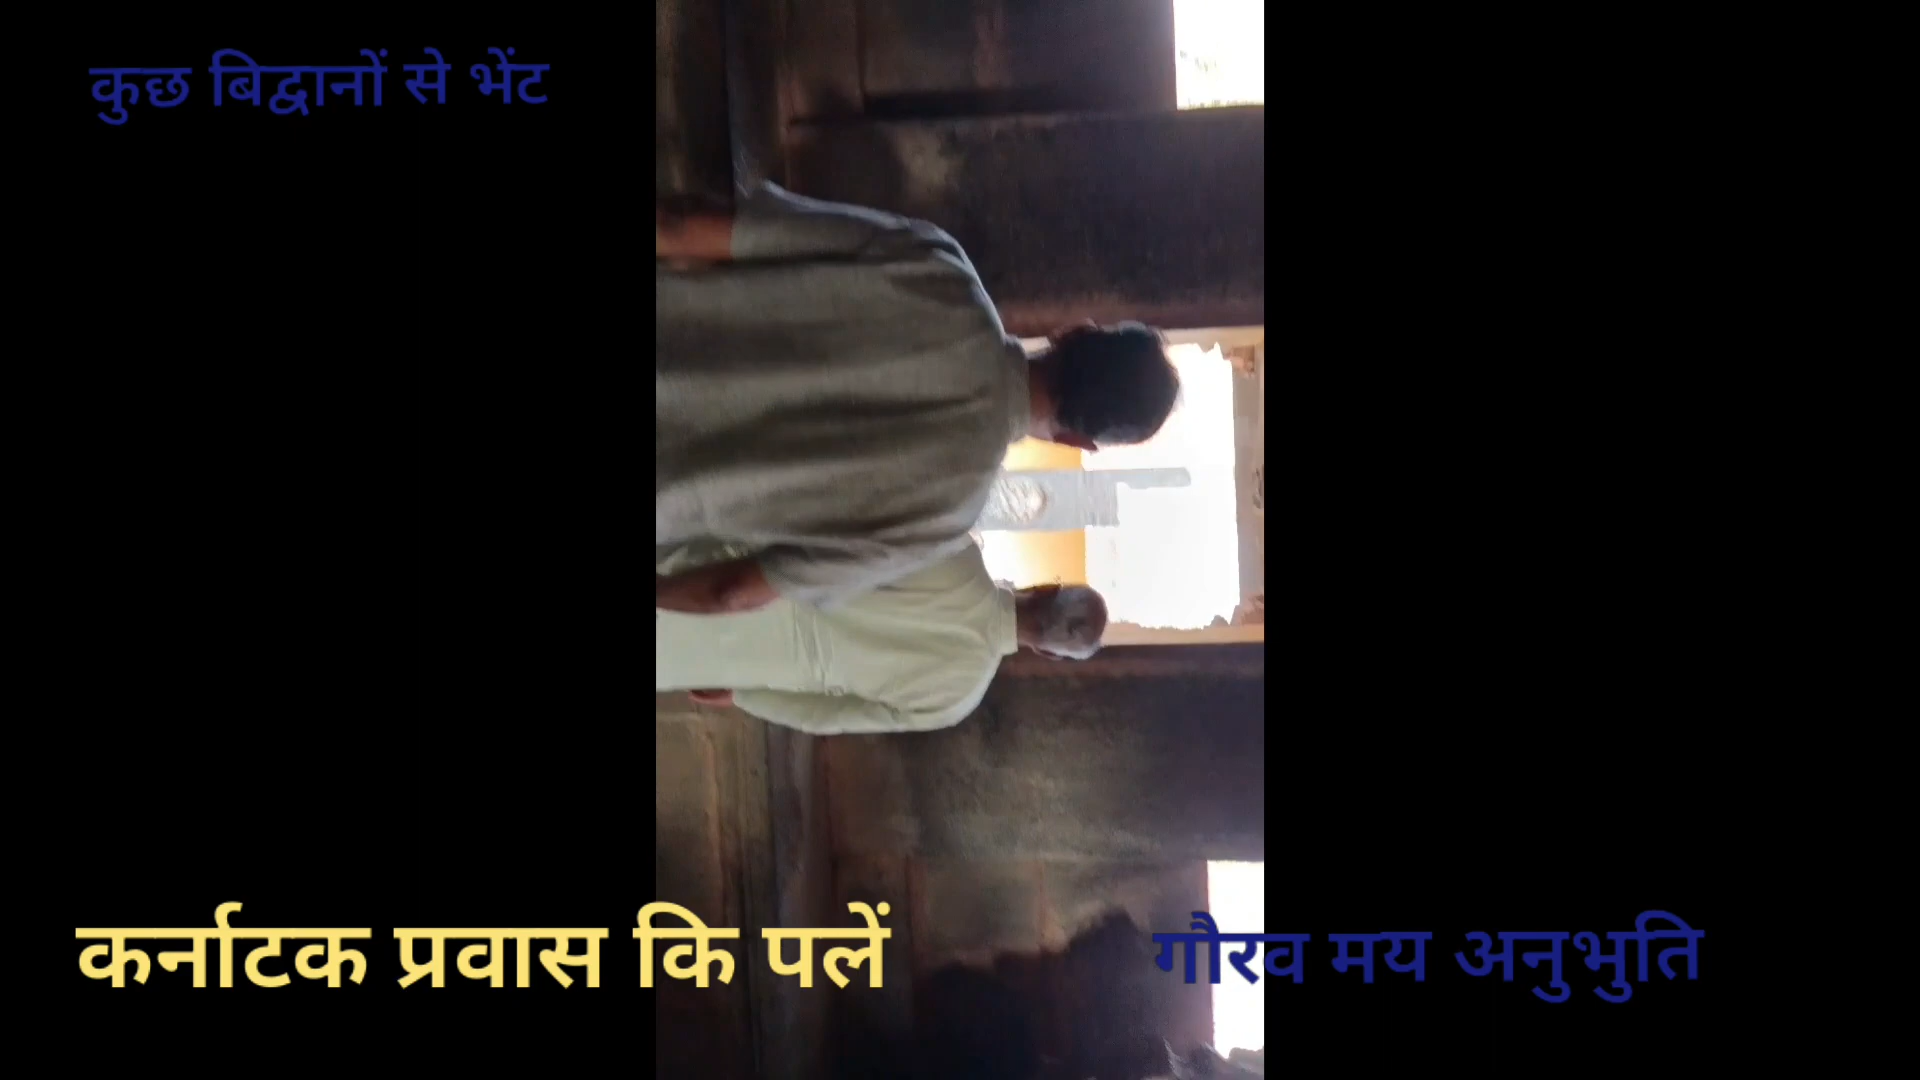 कुछ बिद्वानों से भेंट
कर्नाटक प्रवास कि पलें
गौरव मय अनुभुति